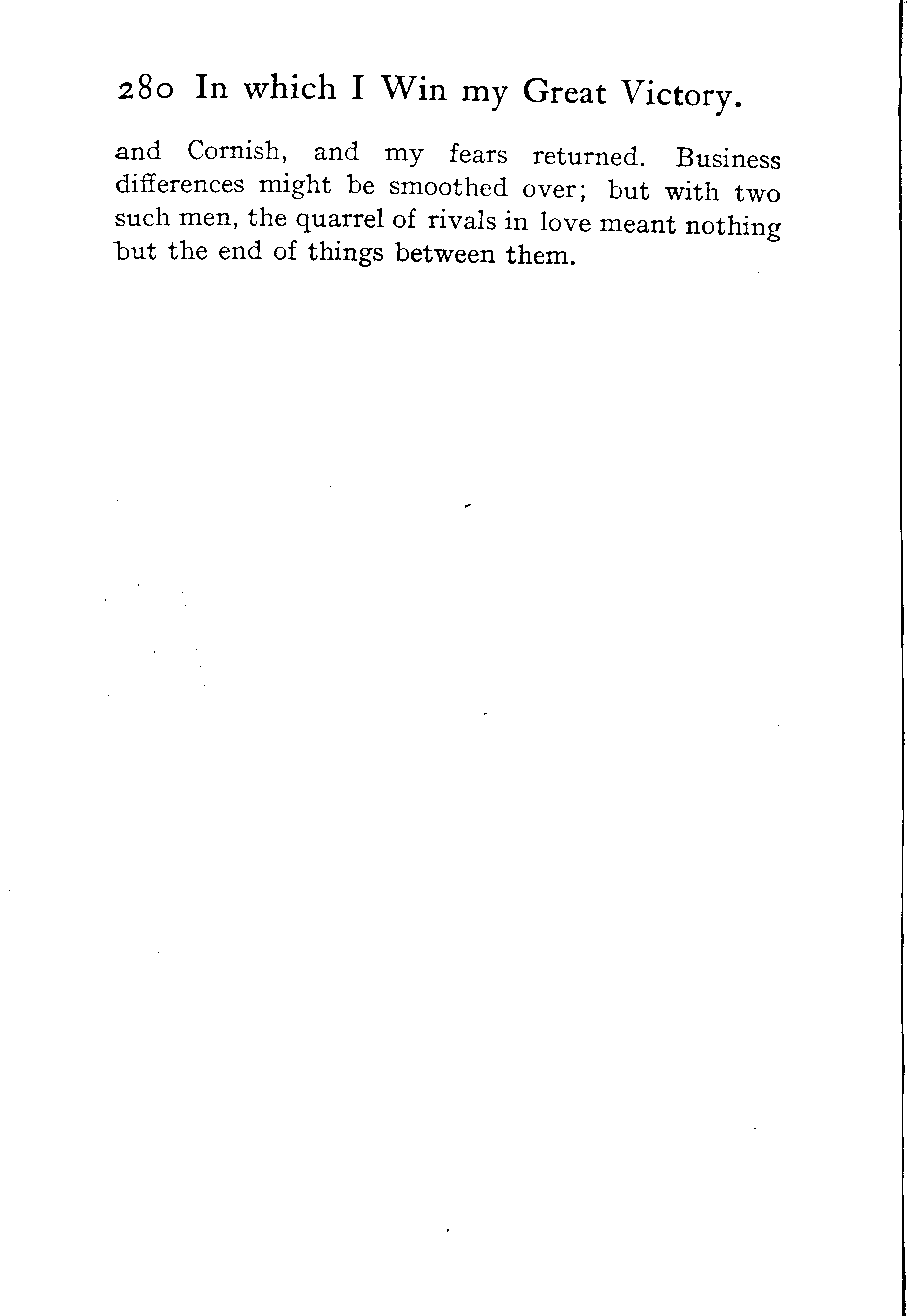 280 In which I Win my Great Victory.
and Cornish, and my fears returned. Business
differences might be smoothed over; but with two
such men, the quarrel of rivals in love meant nothing
but the end of things between them.